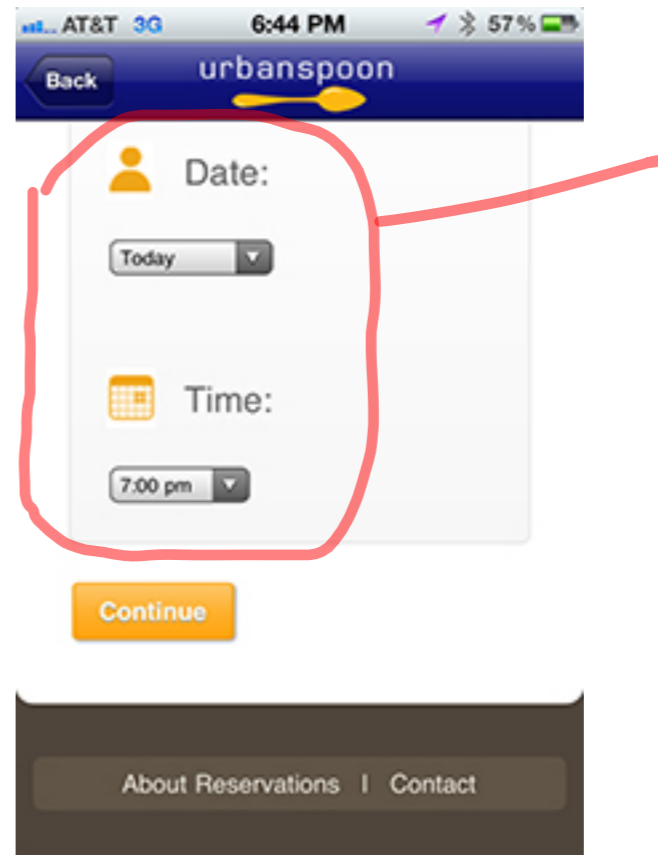 AT&T 3G 6:44 PM 57%
Back urbanspoon
Date:
Today
Time:
7:00 pm
Continue
About Reservations | Contact